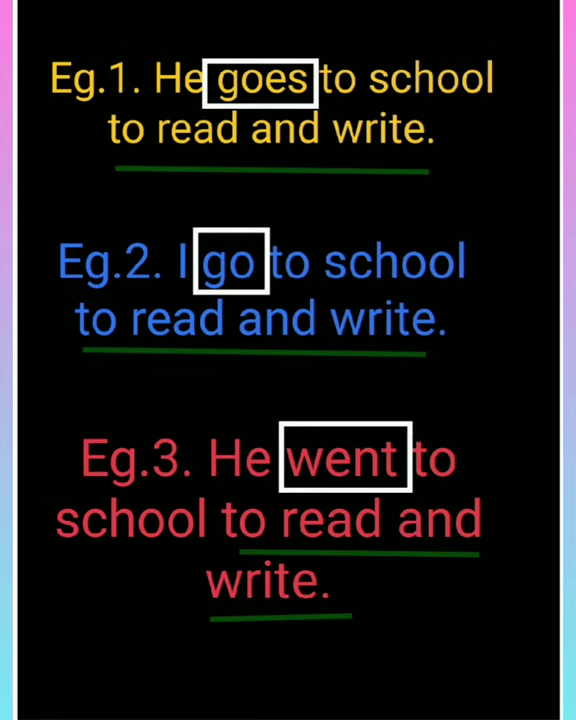 Eg.1. He goes to school
to read and write.
Eg.2. I go to school
to read and write.
Eg.3. He went to
school to read and
write.